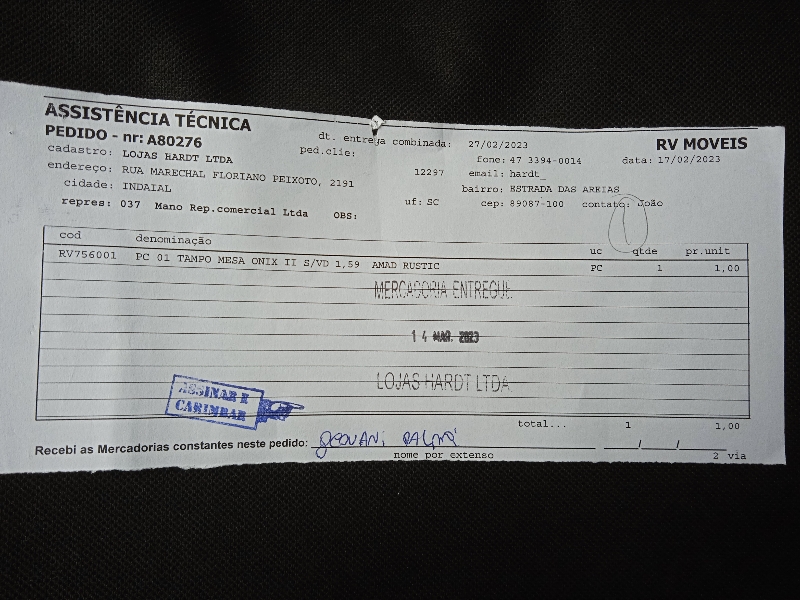 ASSISTÊNCIA TÉCNICA
PEDIDO - nr: A80276 dt. entrega combinada: 27/02/2023 RV MOVEIS
cadastro: LOJAS HARDT LTDA ped.clie: fone: 47 3394-0014 data: 17/02/2023
endereço: RUA MARECHAL FLORIANO PEIXOTO, 2191 12297 email: hardt_
cidade: INDAIAL bairro: ESTRADA DAS AREIAS
repres: 037 Mano Rep.comercial Ltda OBS: uf: SC cep: 89087-100 contato: João
cod denominação uc qtde pr.unit
RV756001 PC 01 TAMPO MESA ONIX II S/VD 1,59 AMAD RUSTIC PC 1 1,00
MERCADORIA ENTREGUE
14 MAR. 2023
LOJAS HARDT LTDA.
ASSINAR E
CARIMBAR
total... 1 1,00
Recebi as Mercadorias constantes neste pedido: GEOVANI
nome por extenso 2 via